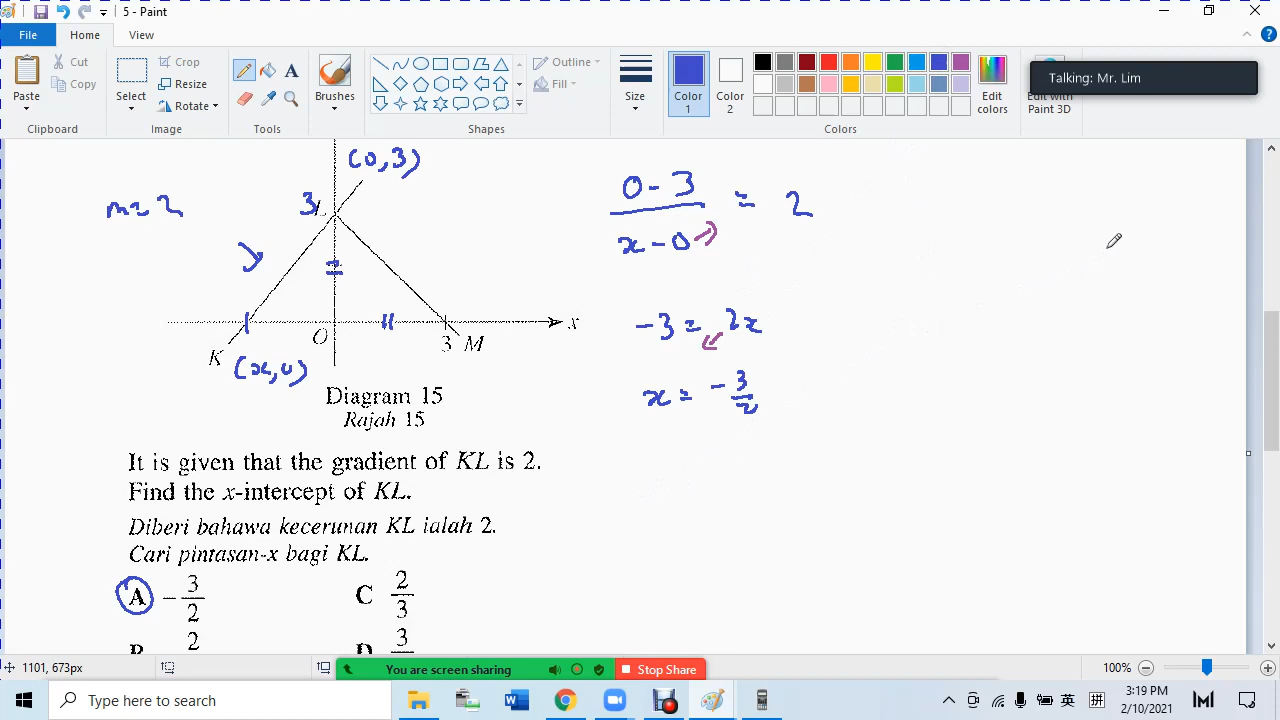 5 - Paint
File Home View
Paste Cut Copy Clipboard
Select Crop Resize Rotate Image
Tools
Brushes
Outline Fill Shapes
Size
Color 1 Color 2 Edit colors Colors
Edit with Paint 3D
Talking: Mr. Lim
(0, 3)
m = 2
3 L
O
x
K
3 M
(x, 0)
0 - 3
x - 0
= 2
-3 = 2x
x = - 3/2
Diagram 15
Rajah 15
It is given that the gradient of KL is 2.
Find the x-intercept of KL.
Diberi bahawa kecerunan KL ialah 2.
Cari pintasan-x bagi KL.
A - 3/2
C 2/3
B 2
D 3
1101, 673px
You are screen sharing
Stop Share
100%
Type here to search
英
拼
3:19 PM
2/10/2021